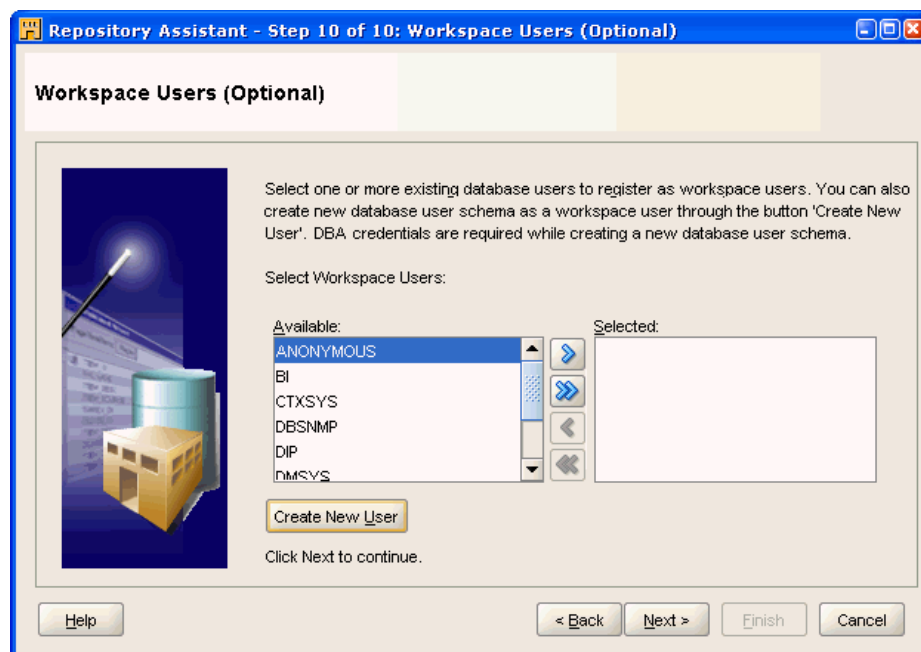 Repository Assistant - Step 10 of 10: Workspace Users (Optional)
Workspace Users (Optional)
Select one or more existing database users to register as workspace users. You can also
create new database user schema as a workspace user through the button 'Create New
User'. DBA credentials are required while creating a new database user schema.
Select Workspace Users:
Available:
Selected:
ANONYMOUS
BI
CTXSYS
DBSNMP
DIP
DMSYS
Create New User
Click Next to continue.
Help
< Back
Next >
Finish
Cancel